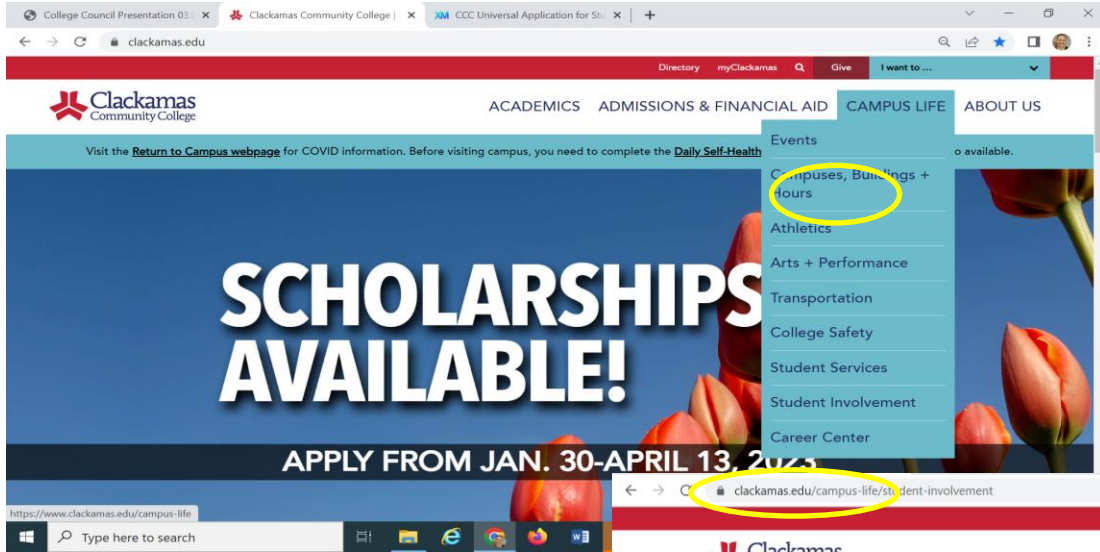 College Council Presentation 03
Clackamas Community College |
XM CCC Universal Application for Stu
clackamas.edu
Directory myClackamas Give I want to ...
Clackamas
Community College
ACADEMICS ADMISSIONS & FINANCIAL AID CAMPUS LIFE ABOUT US
Visit the Return to Campus webpage for COVID information. Before visiting campus, you need to complete the Daily Self-Health o available.
Events
Campuses, Buildings +
Hours
Athletics
Arts + Performance
Transportation
College Safety
Student Services
Student Involvement
Career Center
SCHOLARSHIPS
AVAILABLE!
APPLY FROM JAN. 30-APRIL 13, 2023
clackamas.edu/campus-life/student-involvement
https://www.clackamas.edu/campus-life
Type here to search
Clackamas